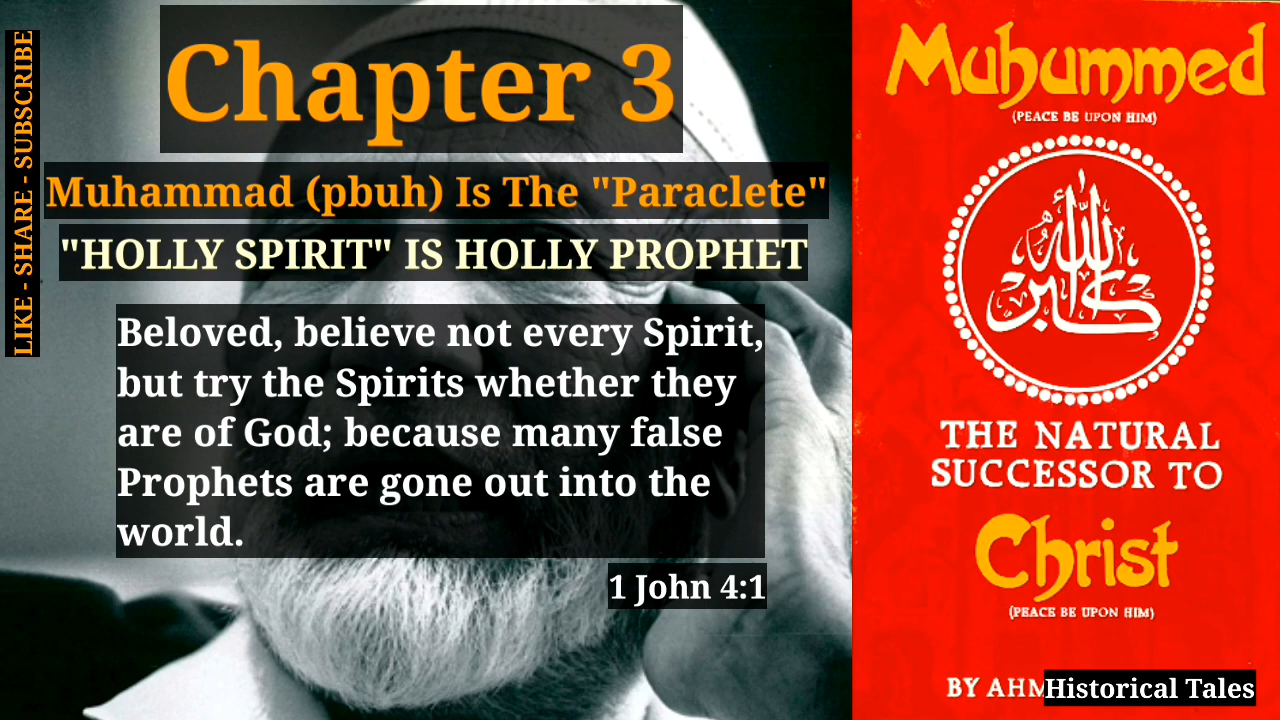 LIKE - SHARE - SUBSCRIBE
Chapter 3
Muhammad (pbuh) Is The "Paraclete"
"HOLLY SPIRIT" IS HOLLY PROPHET
Beloved, believe not every Spirit,
but try the Spirits whether they
are of God; because many false
Prophets are gone out into the
world.
1 John 4:1
Muhummed
(PEACE BE UPON HIM)
الله أكبر
THE NATURAL
SUCCESSOR TO
Christ
(PEACE BE UPON HIM)
BY AHM
Historical Tales